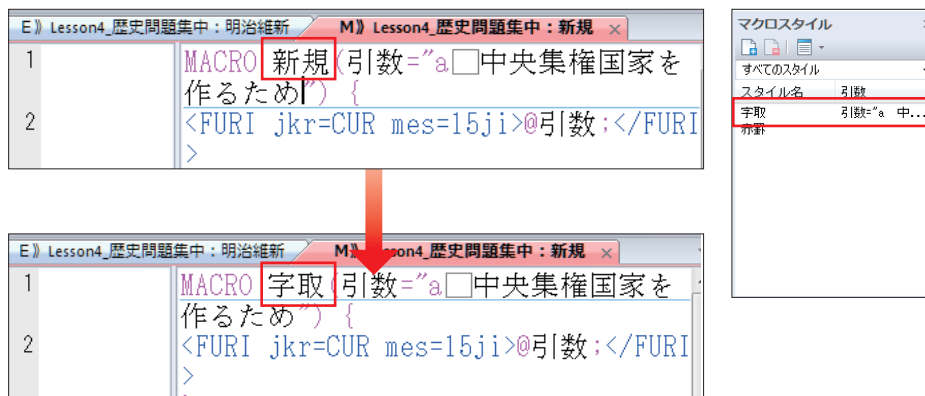 E》Lesson4_歴史問題集中：明治維新
M》Lesson4_歴史問題集中：新規 ×
1
MACRO 新規(引数="a□中央集権国家を
作るため") {
2
<FURI jkr=CUR mes=15ji>@引数;</FURI
>
E》Lesson4_歴史問題集中：明治維新
M》 son4_歴史問題集中：新規 ×
1
MACRO 字取(引数="a□中央集権国家を
作るため") {
2
<FURI jkr=CUR mes=15ji>@引数;</FURI
>
マクロスタイル
すべてのスタイル
スタイル名 引数
字取 引数="a 中...
赤罫